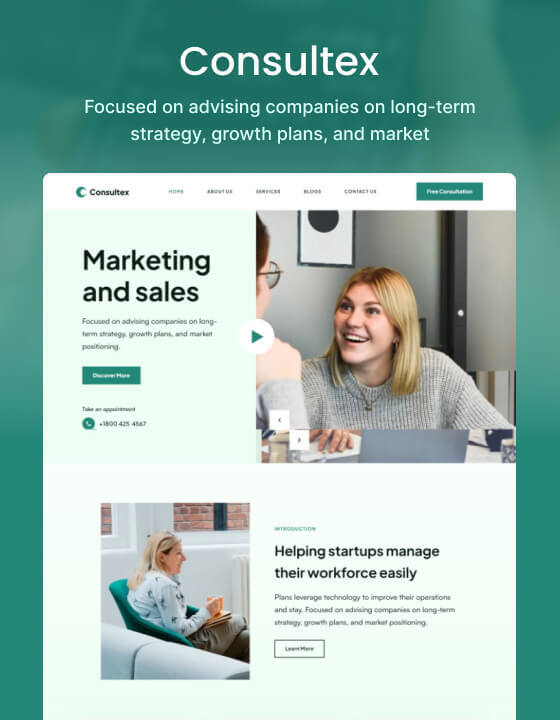 Consultex
Focused on advising companies on long-term
strategy, growth plans, and market
Consultex
HOME ABOUT US SERVICES BLOGS CONTACT US Free Consultation
Marketing
and sales
Focused on advising companies on long-
term strategy, growth plans, and market
positioning.
Discover More
Take an appointment
+1800 425 4567
INTRODUCTION
Helping startups manage
their workforce easily
Plans leverage technology to improve their operations
and stay. Focused on advising companies on long-term
strategy, growth plans, and market positioning.
Learn More